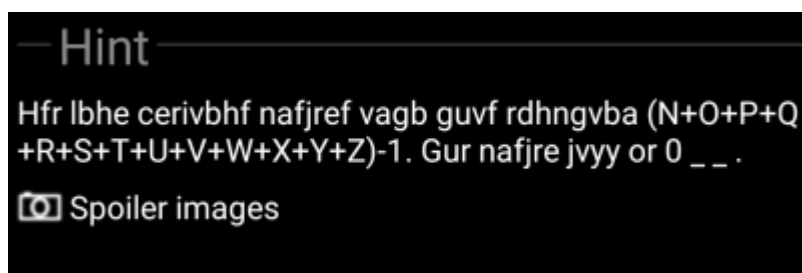 Hint
Hfr lbhe cerivbhf nafjref vagb guvf rdhngvba (N+O+P+Q
+R+S+T+U+V+W+X+Y+Z)-1. Gur nafjre jvyy or 0 _ _ .
Spoiler images